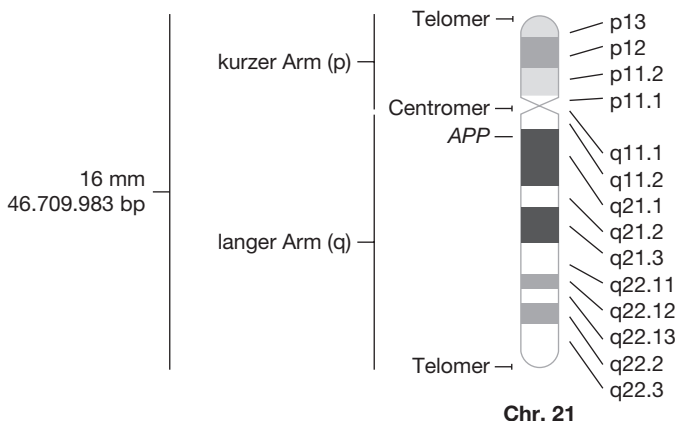 Telomer
kurzer Arm (p)
Centromer
APP
16 mm
46.709.983 bp
langer Arm (q)
Telomer
p13
p12
p11.2
p11.1
q11.1
q11.2
q21.1
q21.2
q21.3
q22.11
q22.12
q22.13
q22.2
q22.3
Chr. 21